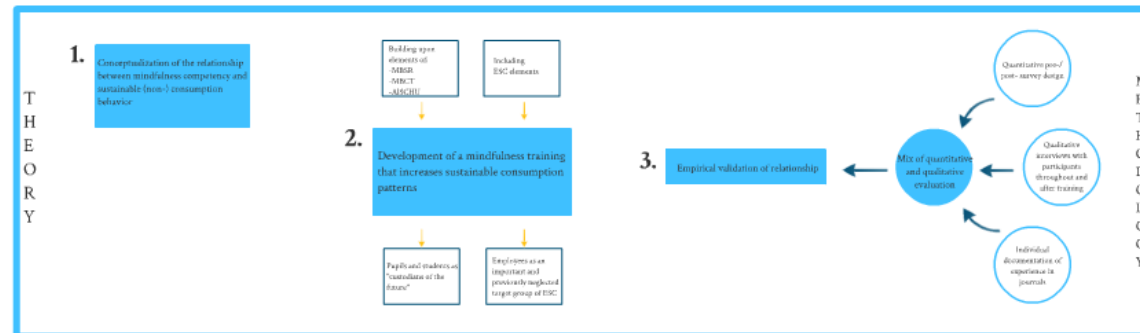 THEORY
1.
Conceptualization of the relationship
between mindfulness competency and
sustainable (non-) consumption
behavior
Building upon
elements of
-MBSR
-MBCT
-AISCHU
Including
ESC elements
2.
Development of a mindfulness training
that increases sustainable consumption
patterns
Pupils and students as
"custodians of the
future"
Employees as an
important and
previously neglected
target group of ESC
3.
Empirical validation of relationship
Mix of quantitative
and qualitative
evaluation
Quantitative pre-/
post- survey design
Qualitative
interviews with
participants
throughout and
after training
Individual
documentation of
experience in
journals